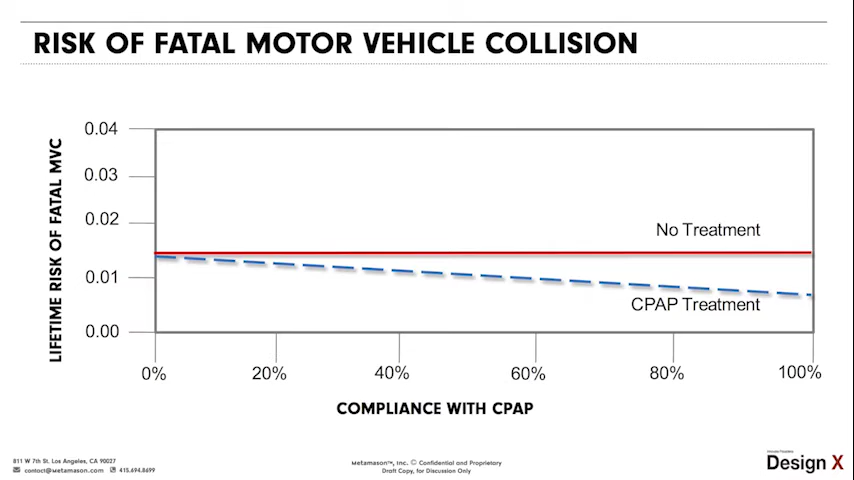 RISK OF FATAL MOTOR VEHICLE COLLISION
LIFETIME RISK OF FATAL MVC
0.04
0.03
0.02
0.01
0.00
No Treatment
CPAP Treatment
0%
20%
40%
60%
80%
100%
COMPLIANCE WITH CPAP
811 W 7th St. Los Angeles, CA 90027
contact@metamason.com 415.694.8699
Metamason™, Inc. © Confidential and Proprietary
Draft Copy, for Discussion Only
Design X